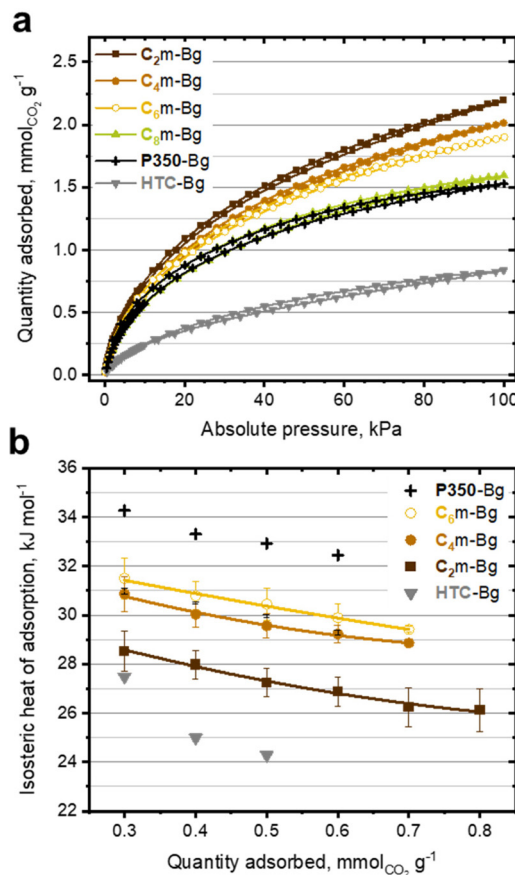 a
Quantity adsorbed, mmolCO₂ g⁻¹
2.5
2.0
1.5
1.0
0.5
0.0
C₂m-Bg
C₄m-Bg
C₆m-Bg
C₈m-Bg
P350-Bg
HTC-Bg
0 20 40 60 80 100
Absolute pressure, kPa
b
Isosteric heat of adsorption, kJ mol⁻¹
36
34
32
30
28
26
24
22
P350-Bg
C₆m-Bg
C₄m-Bg
C₂m-Bg
HTC-Bg
0.3 0.4 0.5 0.6 0.7 0.8
Quantity adsorbed, mmolCO₂ g⁻¹